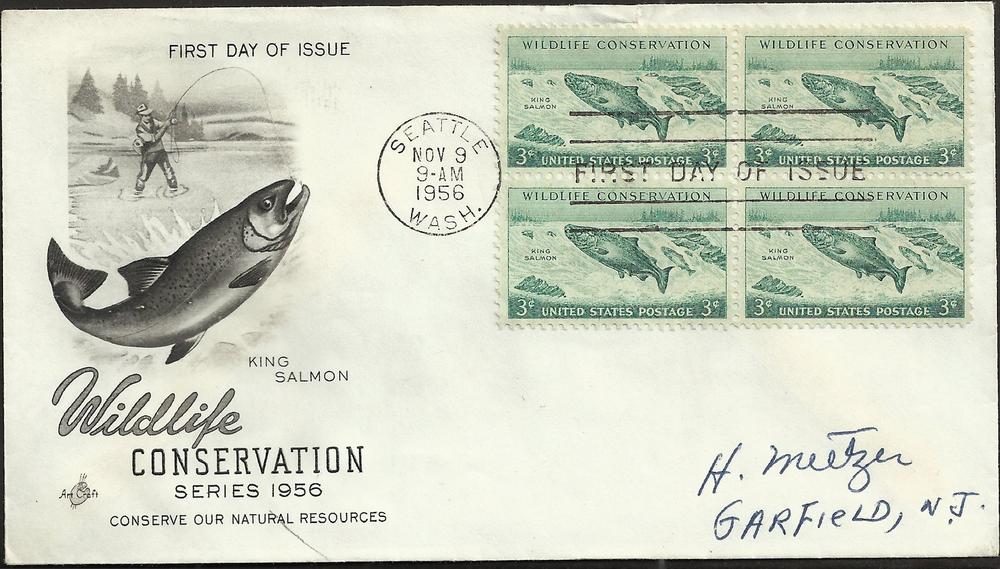 FIRST DAY OF ISSUE
KING
SALMON
Wildlife
CONSERVATION
SERIES 1956
Art Craft
CONSERVE OUR NATURAL RESOURCES
SEATTLE
NOV 9
9-AM
1956
WASH.
WILDLIFE CONSERVATION
KING
SALMON
3¢ UNITED STATES POSTAGE 3¢
WILDLIFE CONSERVATION
KING
SALMON
3¢ UNITED STATES POSTAGE 3¢
FIRST DAY OF ISSUE
WILDLIFE CONSERVATION
KING
SALMON
3¢ UNITED STATES POSTAGE 3¢
WILDLIFE CONSERVATION
KING
SALMON
3¢ UNITED STATES POSTAGE 3¢
H. Meetzer
GARFIELD, N.J.